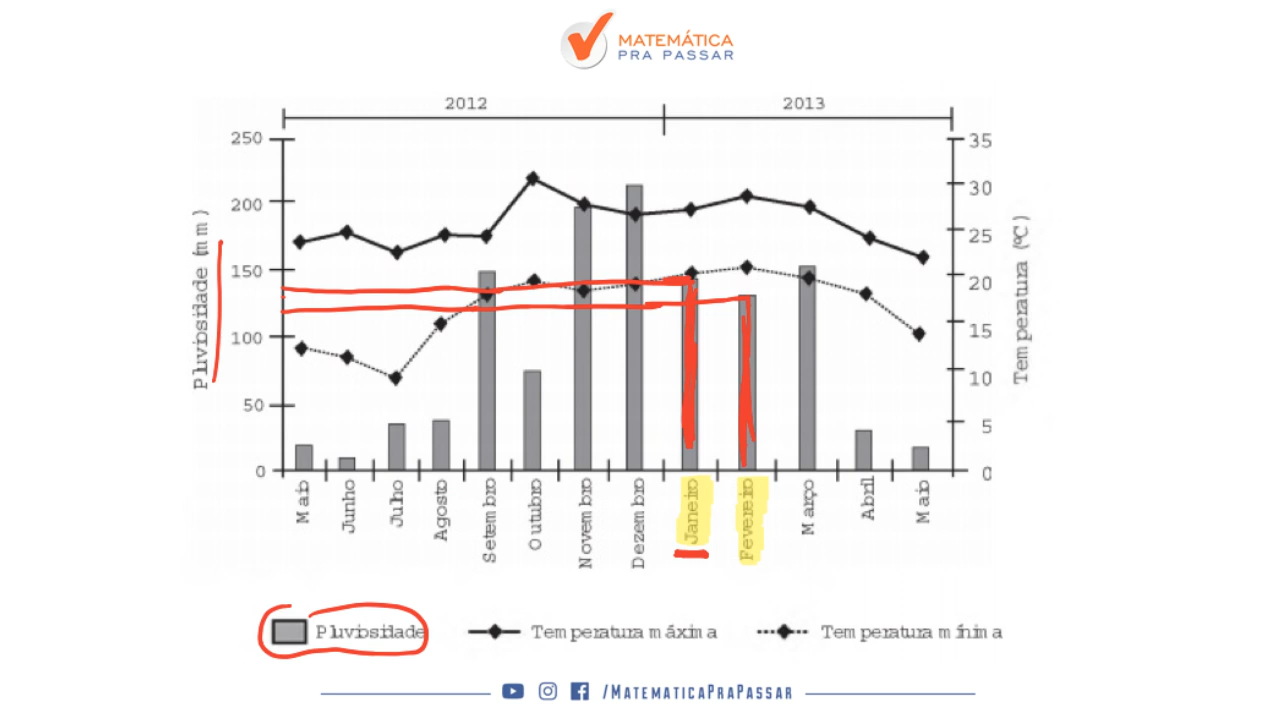 MATEMÁTICA
PRA PASSAR
2012 2013
250 35
200 30
150 25
100 20
50 15
0 10
5
0
Pluviosidade (mm)
Temperatura (ºC)
Maio Junho Julho Agosto Setembro Outubro Novembro Dezembro Janeiro Fevereiro Março Abril Maio
Pluviosidade Temperatura máxima Temperatura mínima
/MatematicaPraPassar